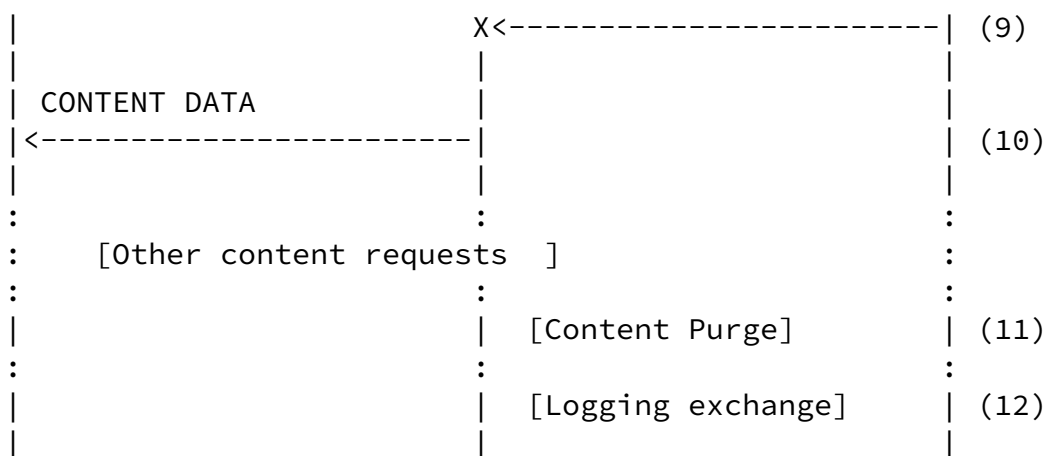 |                        X<------------------------| (9)
|                        |                         |
| CONTENT DATA           |                         |
|<-----------------------|                         | (10)
|                        |                         |
:                        :                         :
:    [Other content requests  ]                    :
:                        :                         :
|                        |  [Content Purge]        | (11)
:                        :                         :
|                        |  [Logging exchange]     | (12)
|                        |                         |